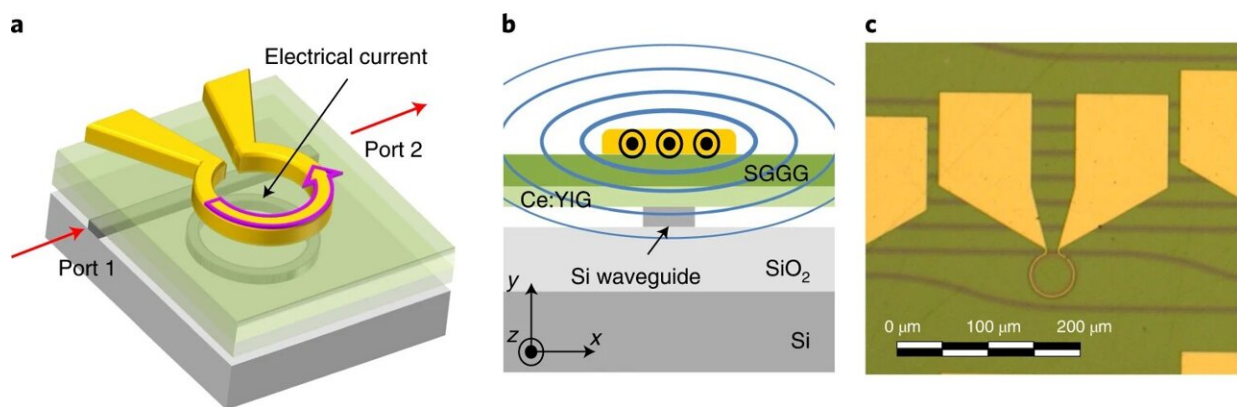 a
Electrical current
Port 2
Port 1
b
SGGG
Ce:YIG
Si waveguide
SiO₂
y
z
x
Si
c
0 μm 100 μm 200 μm